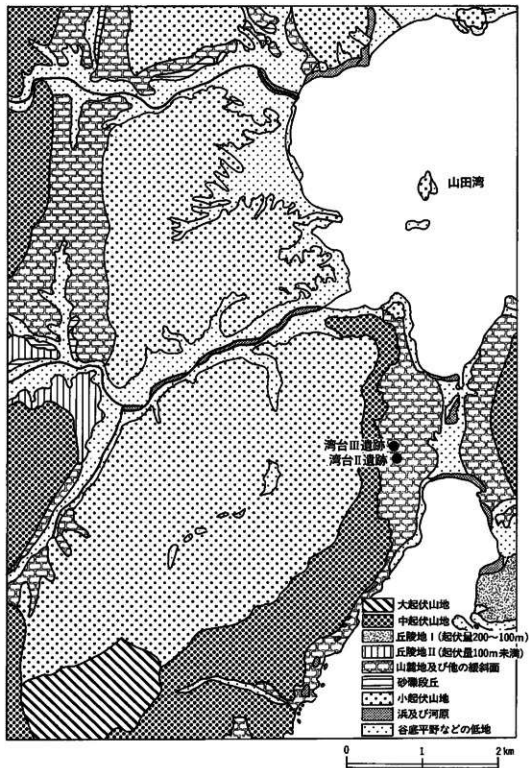 山田湾
湾台Ⅲ遺跡
湾台Ⅱ遺跡
大起伏山地
中起伏山地
丘陵地Ⅰ(起伏量200〜100m)
丘陵地Ⅱ(起伏量100m未満)
山麓地及び他の緩斜面
砂礫段丘
小起伏山地
浜及び河原
谷底平野などの低地
0 1 2km